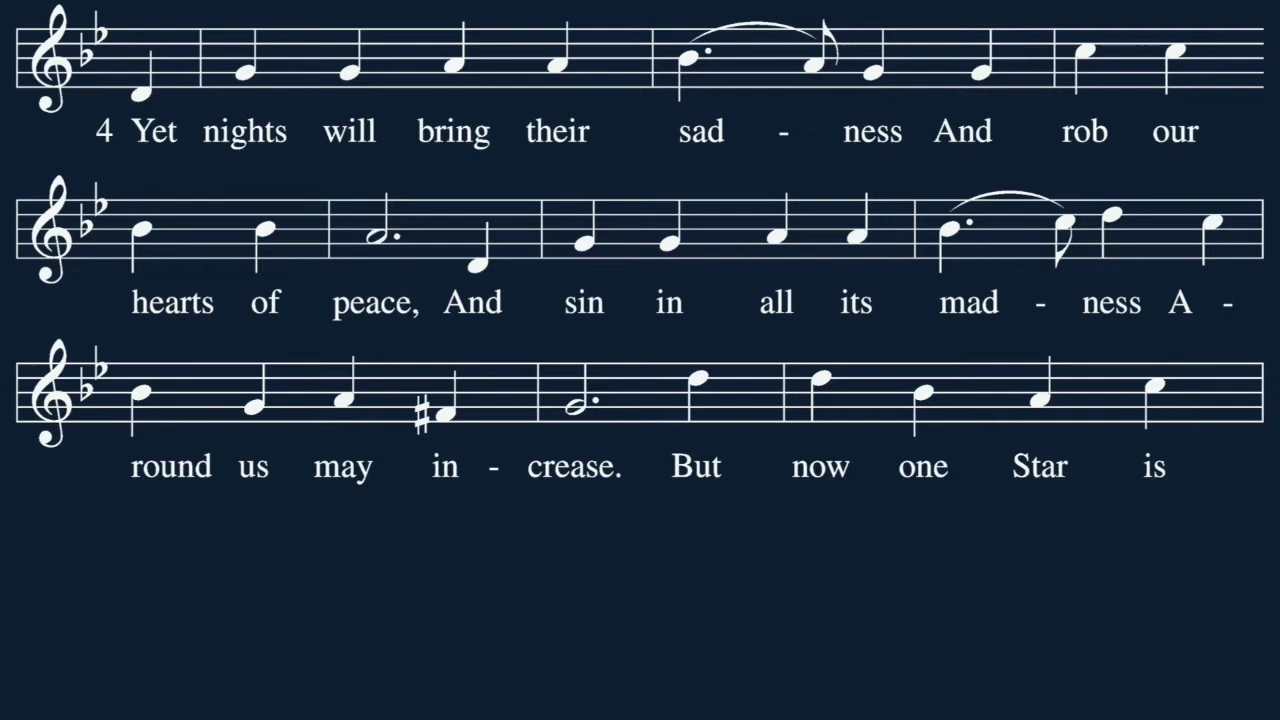 4 Yet nights will bring their sad - ness And rob our
hearts of peace, And sin in all its mad - ness A -
round us may in - crease. But now one Star is